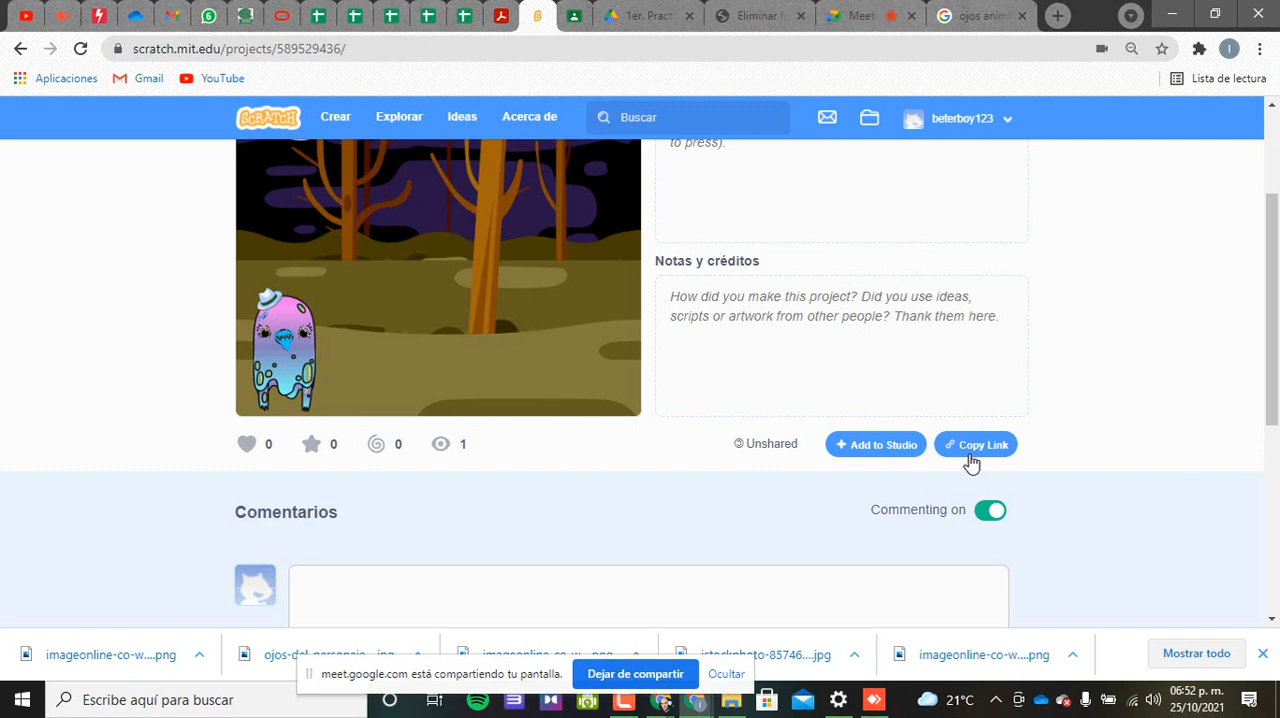 1er. Pract
Eliminar f
Meet
ojos anim
scratch.mit.edu/projects/589529436/
I
Aplicaciones
Gmail
YouTube
Lista de lectura
SCRATCH
Crear
Explorar
Ideas
Acerca de
Buscar
beterboy123
to press).
Notas y créditos
How did you make this project? Did you use ideas,
scripts or artwork from other people? Thank them here.
0
0
0
1
Unshared
Add to Studio
Copy Link
Comentarios
Commenting on
imageonline-co-w....png
ojos-del-personaje-...jpg
imageonline-co-w....png
istockphoto-85746....jpg
imageonline-co-w....png
Mostrar todo
meet.google.com está compartiendo tu pantalla.
Dejar de compartir
Ocultar
Escribe aquí para buscar
21°C
06:52 p. m.
25/10/2021